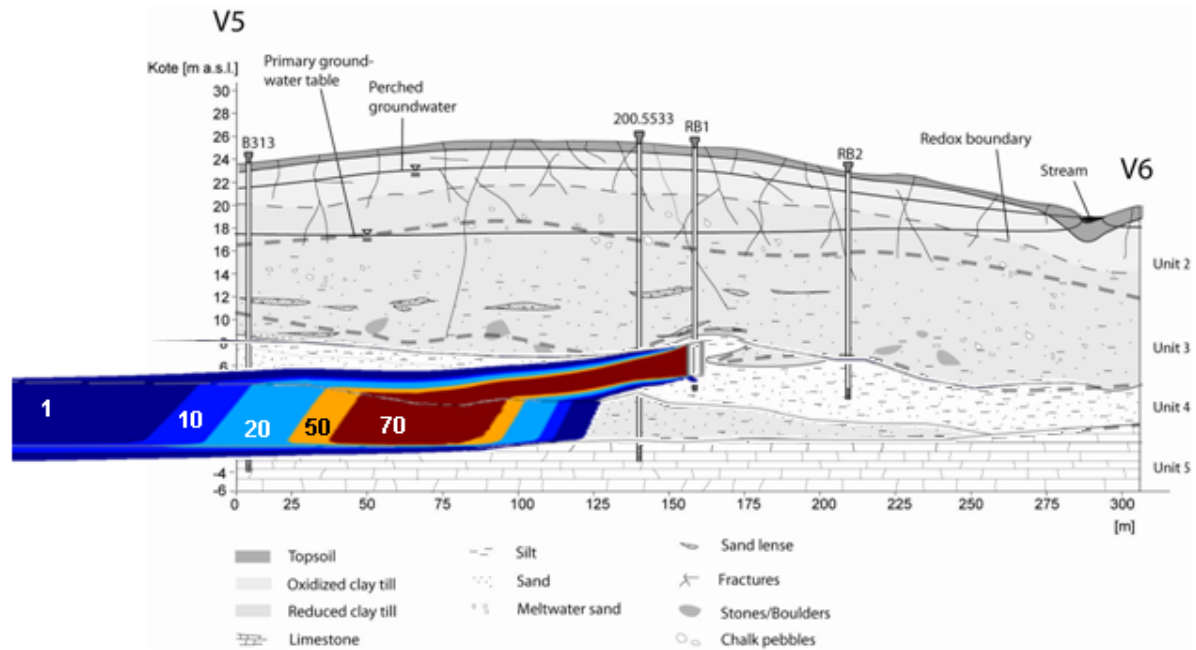 V5
Kote [m a.s.l.]
Primary ground-
water table
Perched
groundwater
B313
200.5533
RB1
RB2
Redox boundary
Stream
V6
30
28
26
24
22
20
18
16
14
12
10
8
6
-4
-6
Unit 2
Unit 3
Unit 4
Unit 5
1
10
20
50
70
0
25
50
75
100
125
150
175
200
225
250
275
300
[m]
Topsoil
Oxidized clay till
Reduced clay till
Limestone
Silt
Sand
Meltwater sand
Sand lense
Fractures
Stones/Boulders
Chalk pebbles